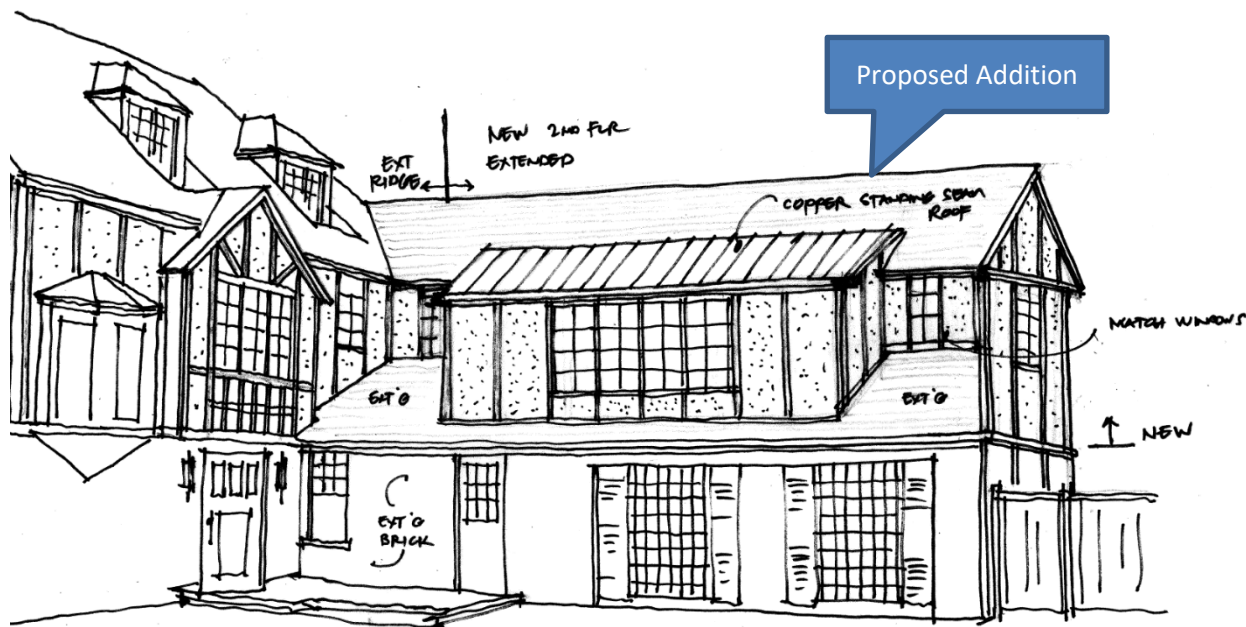 Proposed Addition
NEW 2ND FLR
EXTENDED
EXT
RIDGE
COPPER STANDING SEAM
ROOF
MATCH WINDOWS
EXT'G
EXT'G
NEW
EXT'G
BRICK